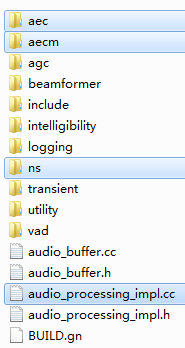 aec
aecm
agc
beamformer
include
intelligibility
logging
ns
transient
utility
vad
audio_buffer.cc
audio_buffer.h
audio_processing_impl.cc
audio_processing_impl.h
BUILD.gn